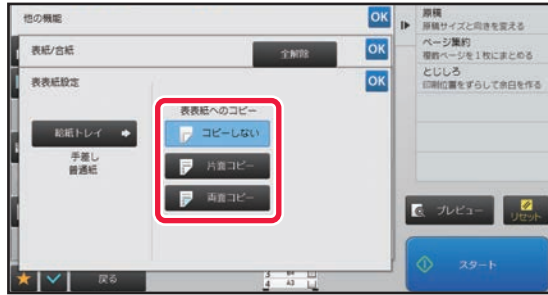 他の機能
OK
表紙/合紙
全解除
OK
表表紙設定
OK
表表紙へのコピー
給紙トレイ
手差し
普通紙
コピーしない
片面コピー
両面コピー
原稿
原稿サイズと向きを変える
ページ集約
複数ページを1枚にまとめる
とじしろ
印刷位置をずらして余白を作る
プレビュー
リセット
スタート
戻る
4 A3